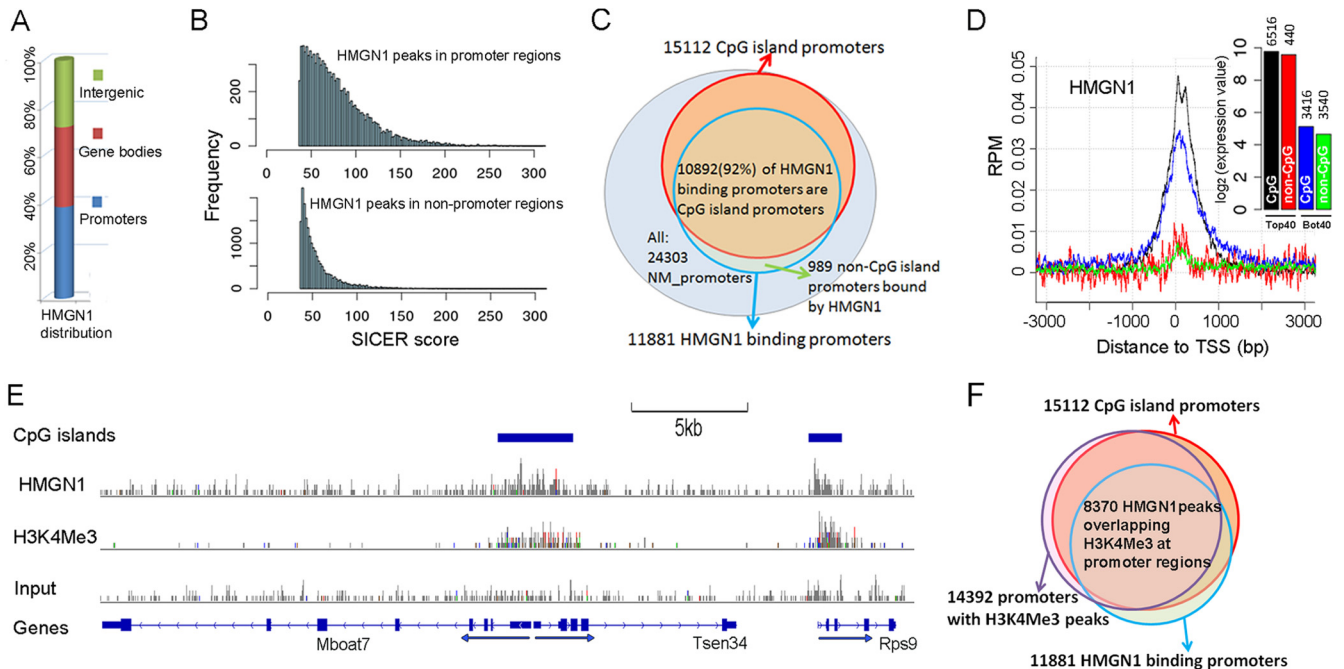 A
100%
80%
60%
40%
20%
Intergenic
Gene bodies
Promoters
HMGN1
distribution
B
Frequency
HMGN1 peaks in promoter regions
200
0
0 50 100 150 200 250 300
HMGN1 peaks in non-promoter regions
1000
0
0 50 100 150 200 250 300
SICER score
C
15112 CpG island promoters
10892(92%) of HMGN1
binding promoters are
CpG island promoters
All:
24303
NM_promoters
989 non-CpG island
promoters bound
by HMGN1
11881 HMGN1 binding promoters
D
HMGN1
RPM
0.05
0.04
0.03
0.02
0.01
0
-3000 -1000 0 1000 3000
Distance to TSS (bp)
log2 (expression value)
10
8
6
4
2
0
6516
440
3416
3540
CpG
non-CpG
CpG
non-CpG
Top40 Bot40
E
5kb
CpG islands
HMGN1
H3K4Me3
Input
Genes
Mboat7 Tsen34 Rps9
F
15112 CpG island promoters
8370 HMGN1peaks
overlapping
H3K4Me3 at
promoter regions
14392 promoters
with H3K4Me3 peaks
11881 HMGN1 binding promoters